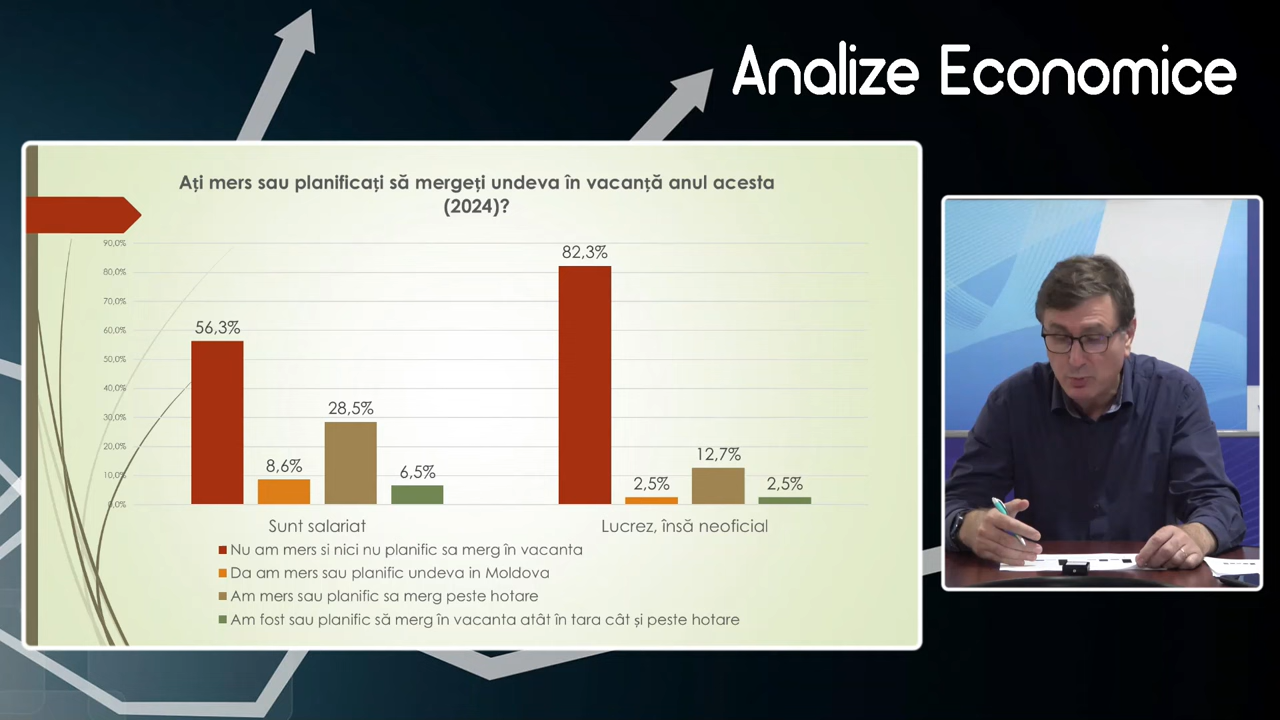 Analize Economice
Ați mers sau planificați să mergeți undeva în vacanță anul acesta
(2024)?
90,0%
80,0%
70,0%
60,0%
50,0%
40,0%
30,0%
20,0%
10,0%
0,0%
56,3%
8,6%
28,5%
6,5%
82,3%
2,5%
12,7%
2,5%
Sunt salariat
Lucrez, însă neoficial
Nu am mers si nici nu planific sa merg în vacanta
Da am mers sau planific undeva in Moldova
Am mers sau planific sa merg peste hotare
Am fost sau planific să merg în vacanta atât în tara cât și peste hotare